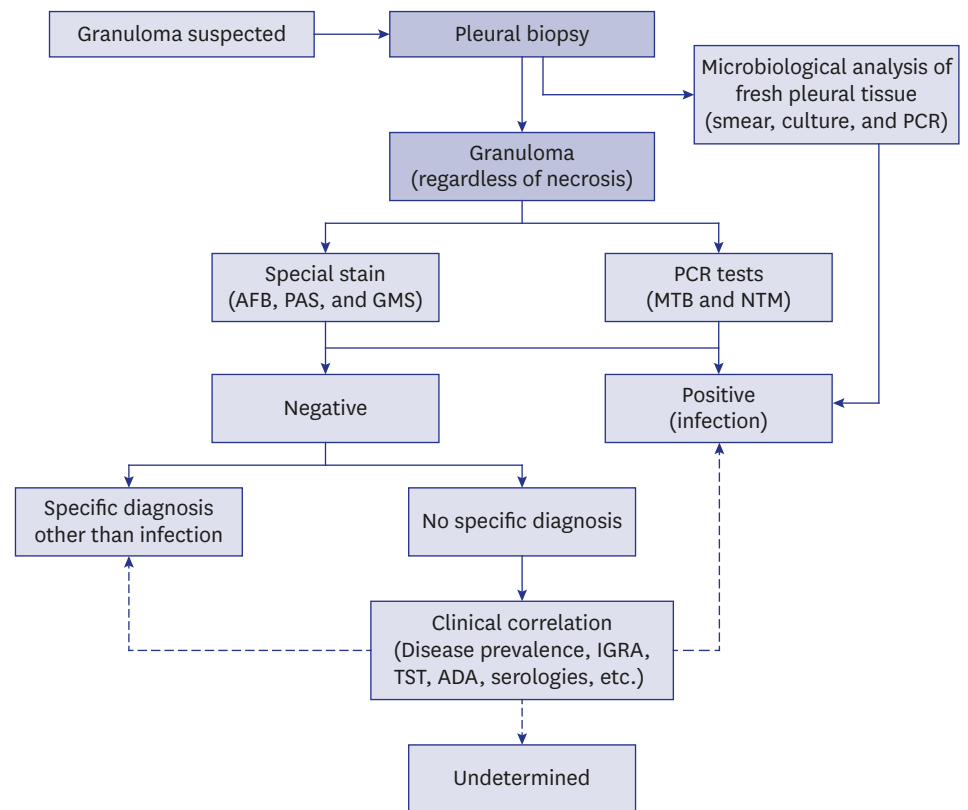 Granuloma suspected
Pleural biopsy
Microbiological analysis of
fresh pleural tissue
(smear, culture, and PCR)
Granuloma
(regardless of necrosis)
Special stain
(AFB, PAS, and GMS)
PCR tests
(MTB and NTM)
Negative
Positive
(infection)
Specific diagnosis
other than infection
No specific diagnosis
Clinical correlation
(Disease prevalence, IGRA,
TST, ADA, serologies, etc.)
Undetermined